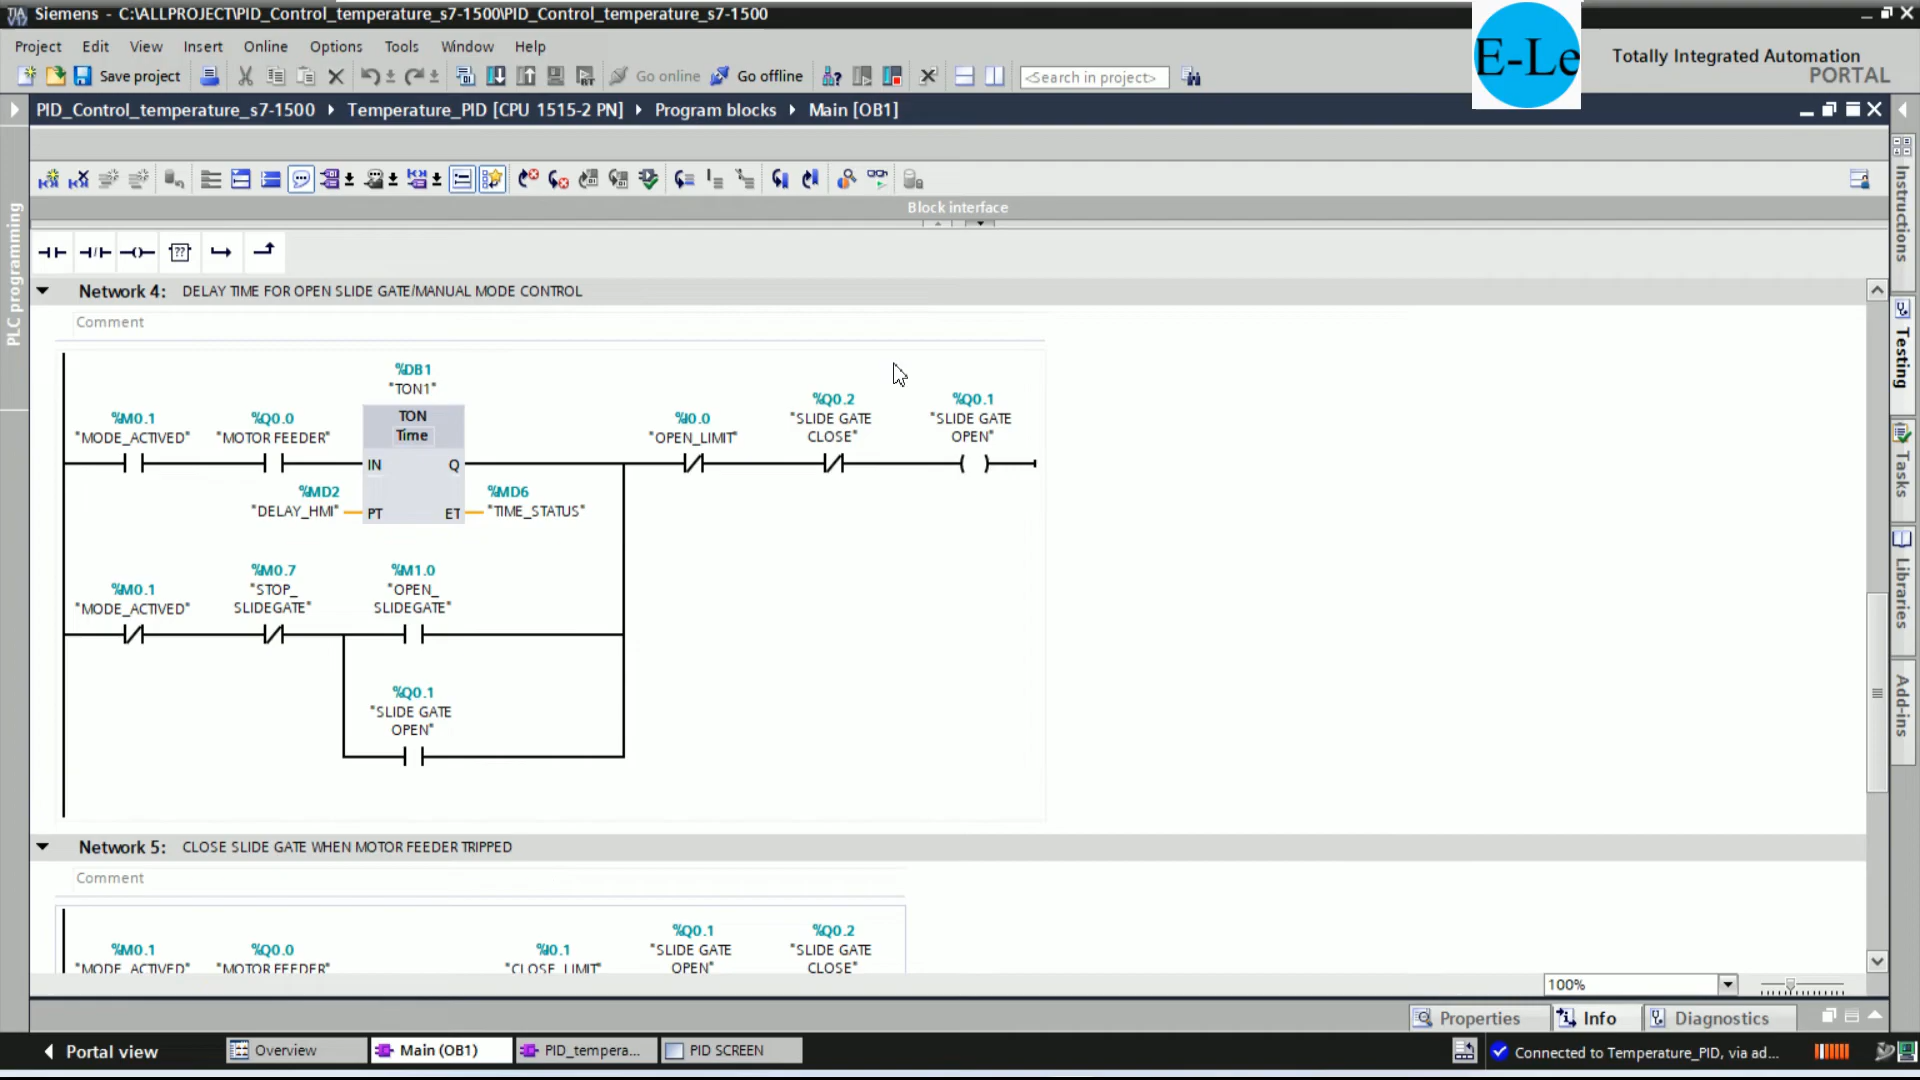 Siemens - C:\ALLPROJECT\PID_Control_temperature_s7-1500\PID_Control_temperature_s7-1500
Project Edit View Insert Online Options Tools Window Help
Save project Go online Go offline <Search in project>
E-Le
Totally Integrated Automation
PORTAL
PID_Control_temperature_s7-1500 Temperature_PID [CPU 1515-2 PN] Program blocks Main [OB1]
Block interface
??
Network 4: DELAY TIME FOR OPEN SLIDE GATE/MANUAL MODE CONTROL
Comment
%DB1
"TON1"
TON
Time
%M0.1
"MODE_ACTIVED"
%Q0.0
"MOTOR FEEDER"
IN Q
%MD2
"DELAY_HMI"
PT ET
%MD6
"TIME_STATUS"
%I0.0
"OPEN_LIMIT"
%Q0.2
"SLIDE GATE
CLOSE"
%Q0.1
"SLIDE GATE
OPEN"
%M0.1
"MODE_ACTIVED"
%M0.7
"STOP_
SLIDEGATE"
%M1.0
"OPEN_
SLIDEGATE"
%Q0.1
"SLIDE GATE
OPEN"
Network 5: CLOSE SLIDE GATE WHEN MOTOR FEEDER TRIPPED
Comment
%M0.1
"MODE_ACTIVED"
%Q0.0
"MOTOR FEEDER"
%I0.1
"CLOSE_LIMIT"
%Q0.1
"SLIDE GATE
OPEN"
%Q0.2
"SLIDE GATE
CLOSE"
100%
Properties Info Diagnostics
Portal view Overview Main (OB1) PID_tempera... PID SCREEN
Connected to Temperature_PID, via ad...
PLC programming
Instructions
Testing
Tasks
Libraries
Add-ins